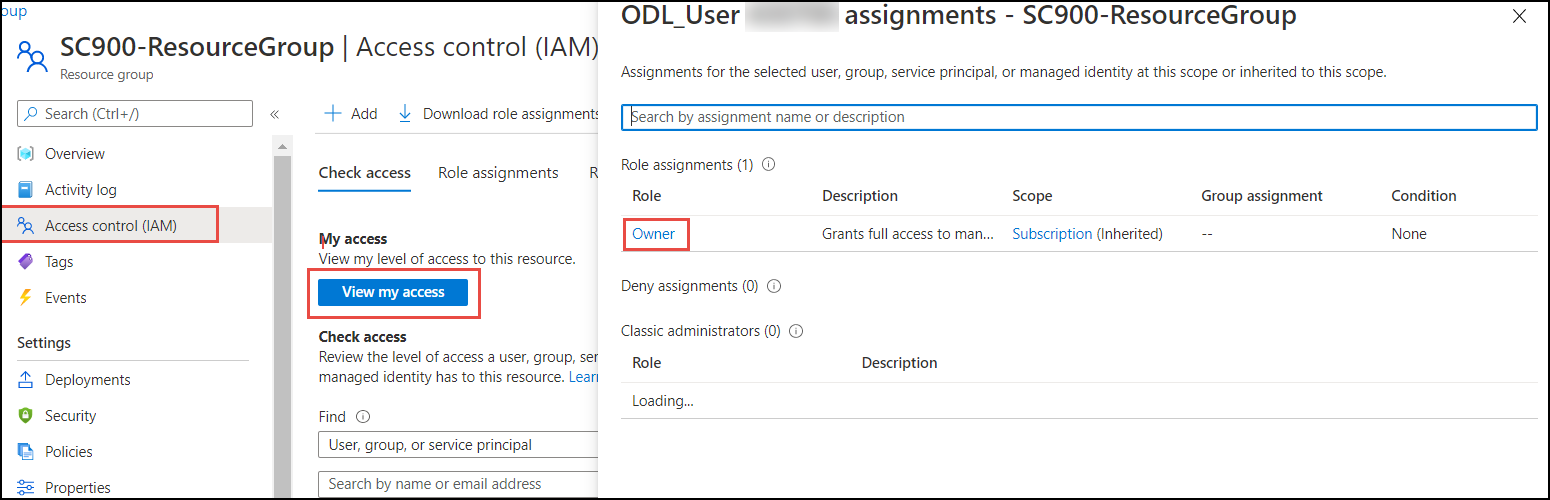 oup
SC900-ResourceGroup | Access control (IAM)
Resource group
Search (Ctrl+/)
«
Overview
Activity log
Access control (IAM)
Tags
Events
Settings
Deployments
Security
Policies
Properties
Add
Download role assignments
Check access
Role assignments
R
My access
View my level of access to this resource.
View my access
Check access
Review the level of access a user, group, ser
managed identity has to this resource. Learn
Find
User, group, or service principal
Search by name or email address
ODL_User assignments - SC900-ResourceGroup
Assignments for the selected user, group, service principal, or managed identity at this scope or inherited to this scope.
Search by assignment name or description
Role assignments (1)
Role Description Scope Group assignment Condition
Owner Grants full access to man... Subscription (Inherited) -- None
Deny assignments (0)
Classic administrators (0)
Role Description
Loading...